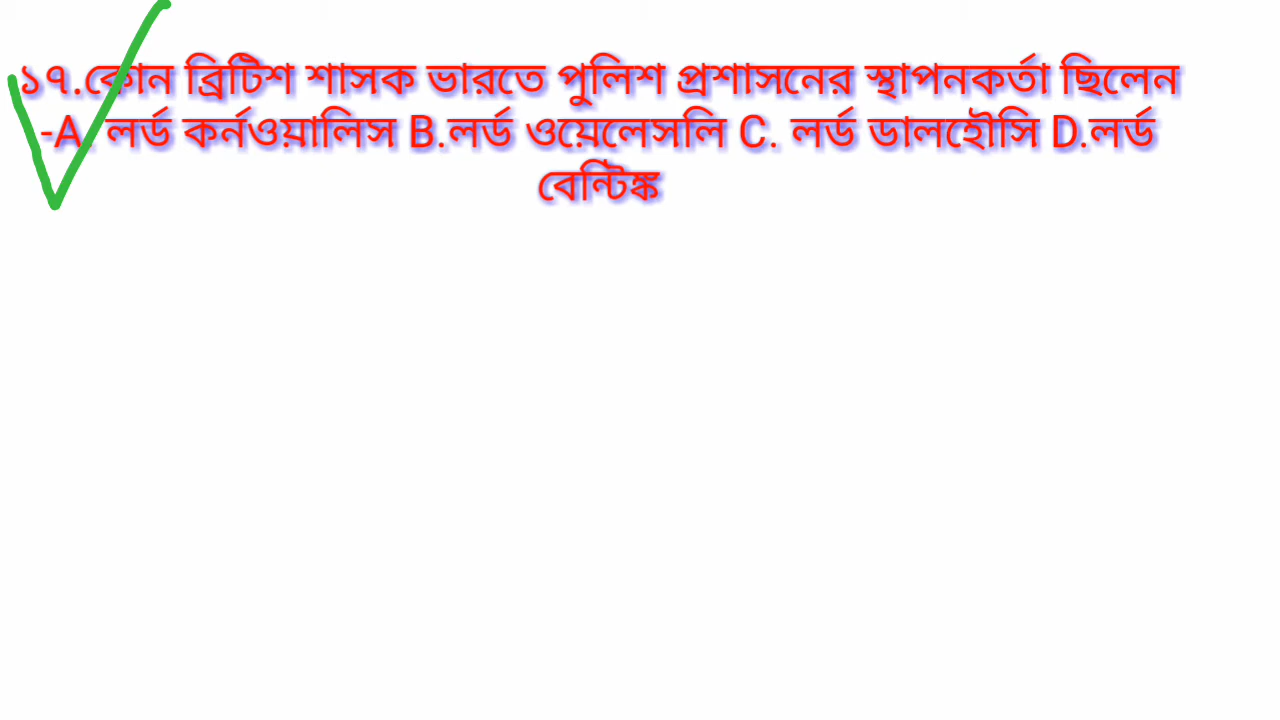 ১৭.কোন ব্রিটিশ শাসক ভারতে পুলিশ প্রশাসনের স্থাপনকর্তা ছিলেন
-A. লর্ড কর্নওয়ালিস B.লর্ড ওয়েলেসলি C. লর্ড ডালহৌসি D.লর্ড
বেন্টিঙ্ক